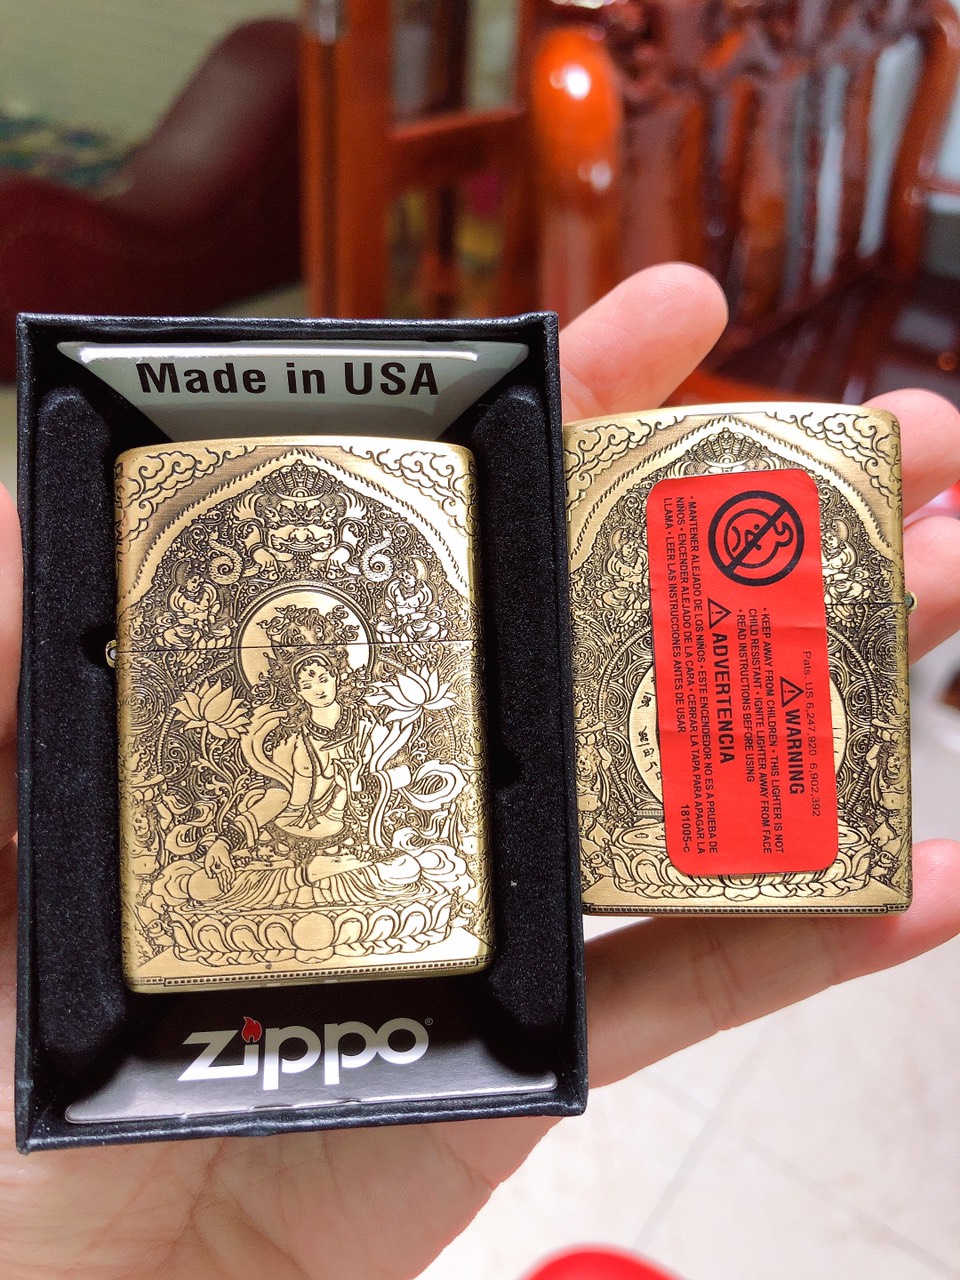 Made in USA
zippo®
• MANTENER ALEJADO DE LOS NIÑOS • ESTE ENCENDEDOR NO ES A PRUEBA DE
NIÑOS • ENCENDER ALEJADO DE LA CARA • CERRAR LA TAPA PARA APAGAR LA
LLAMA • LEER LAS INSTRUCCIONES ANTES DE USAR
181005-c
ADVERTENCIA
• KEEP AWAY FROM CHILDREN • THIS LIGHTER IS NOT
CHILD RESISTANT • IGNITE LIGHTER AWAY FROM FACE
• READ INSTRUCTIONS BEFORE USING
WARNING
Pats. US 6,247,920 6,902,392